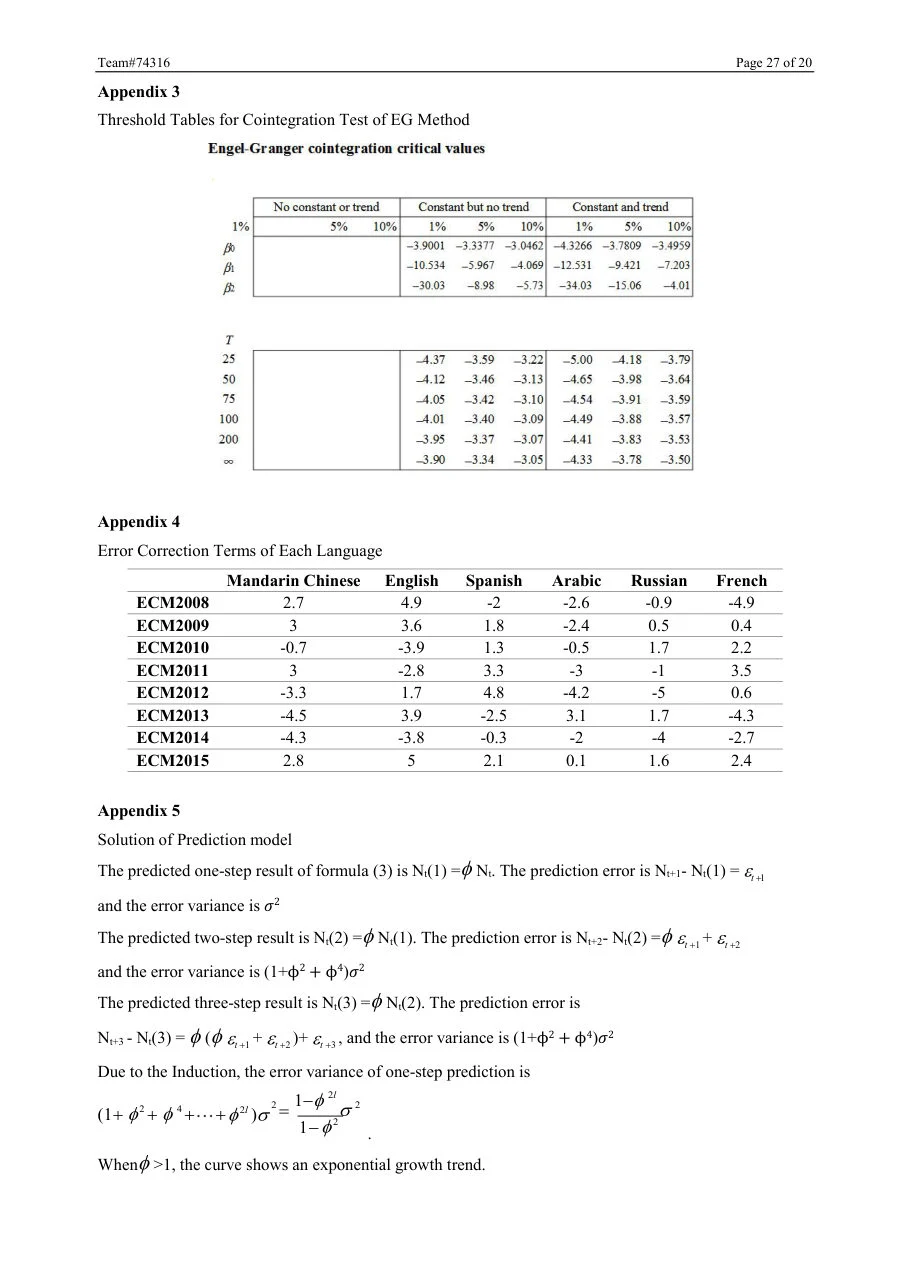 Team#74316 Page 27 of 20
Appendix 3
Threshold Tables for Cointegration Test of EG Method
Engel-Granger cointegration critical values
No constant or trend Constant but no trend Constant and trend
1% 5% 10% 1% 5% 10% 1% 5% 10%
β0 −3.9001 −3.3377 −3.0462 −4.3266 −3.7809 −3.4959
β1 −10.534 −5.967 −4.069 −12.531 −9.421 −7.203
β2 −30.03 −8.98 −5.73 −34.03 −15.06 −4.01
T
25 −4.37 −3.59 −3.22 −5.00 −4.18 −3.79
50 −4.12 −3.46 −3.13 −4.65 −3.98 −3.64
75 −4.05 −3.42 −3.10 −4.54 −3.91 −3.59
100 −4.01 −3.40 −3.09 −4.49 −3.88 −3.57
200 −3.95 −3.37 −3.07 −4.41 −3.83 −3.53
∞ −3.90 −3.34 −3.05 −4.33 −3.78 −3.50
Appendix 4
Error Correction Terms of Each Language
Mandarin Chinese English Spanish Arabic Russian French
ECM2008 2.7 4.9 -2 -2.6 -0.9 -4.9
ECM2009 3 3.6 1.8 -2.4 0.5 0.4
ECM2010 -0.7 -3.9 1.3 -0.5 1.7 2.2
ECM2011 3 -2.8 3.3 -3 -1 3.5
ECM2012 -3.3 1.7 4.8 -4.2 -5 0.6
ECM2013 -4.5 3.9 -2.5 3.1 1.7 -4.3
ECM2014 -4.3 -3.8 -0.3 -2 -4 -2.7
ECM2015 2.8 5 2.1 0.1 1.6 2.4
Appendix 5
Solution of Prediction model
The predicted one-step result of formula (3) is Nt(1) =ϕ Nt. The prediction error is Nt+1- Nt(1) = εt+1
and the error variance is σ²
The predicted two-step result is Nt(2) =ϕ Nt(1). The prediction error is Nt+2- Nt(2) =ϕ εt+1 + εt+2
and the error variance is (1+ϕ² + ϕ⁴)σ²
The predicted three-step result is Nt(3) =ϕ Nt(2). The prediction error is
Nt+3 - Nt(3) = ϕ (ϕ εt+1 + εt+2 )+ εt+3 , and the error variance is (1+ϕ² + ϕ⁴)σ²
Due to the Induction, the error variance of one-step prediction is
(1+ ϕ² + ϕ⁴ +⋯+ ϕ²ˡ )σ² = (1−ϕ²ˡ)/(1−ϕ²) σ² .
Whenϕ >1, the curve shows an exponential growth trend.